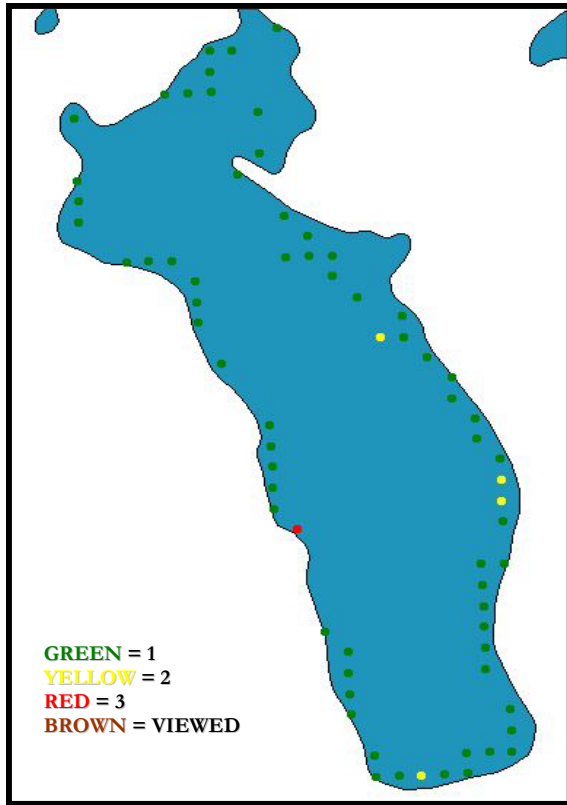 GREEN = 1
YELLOW = 2
RED = 3
BROWN = VIEWED